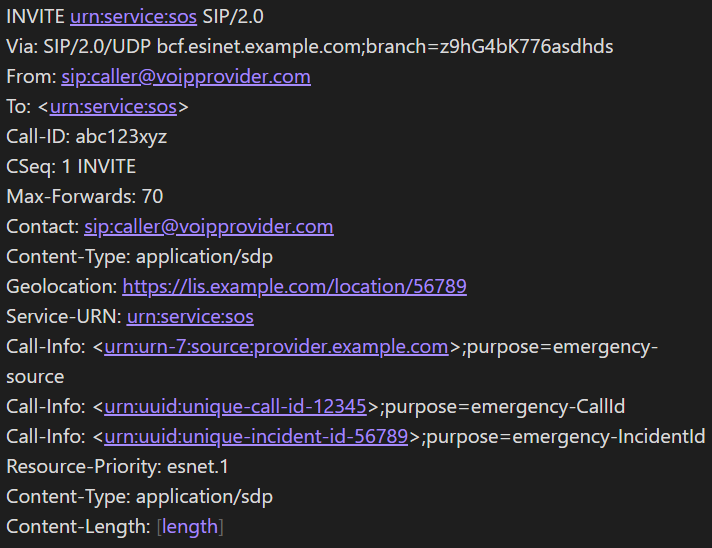 INVITE urn:service:sos SIP/2.0
Via: SIP/2.0/UDP bcf.esinet.example.com;branch=z9hG4bK776asdhds
From: sip:caller@voipprovider.com
To: <urn:service:sos>
Call-ID: abc123xyz
CSeq: 1 INVITE
Max-Forwards: 70
Contact: sip:caller@voipprovider.com
Content-Type: application/sdp
Geolocation: https://lis.example.com/location/56789
Service-URN: urn:service:sos
Call-Info: <urn:urn-7:source:provider.example.com>;purpose=emergency-
source
Call-Info: <urn:uuid:unique-call-id-12345>;purpose=emergency-CallId
Call-Info: <urn:uuid:unique-incident-id-56789>;purpose=emergency-IncidentId
Resource-Priority: esnet.1
Content-Type: application/sdp
Content-Length: [length]